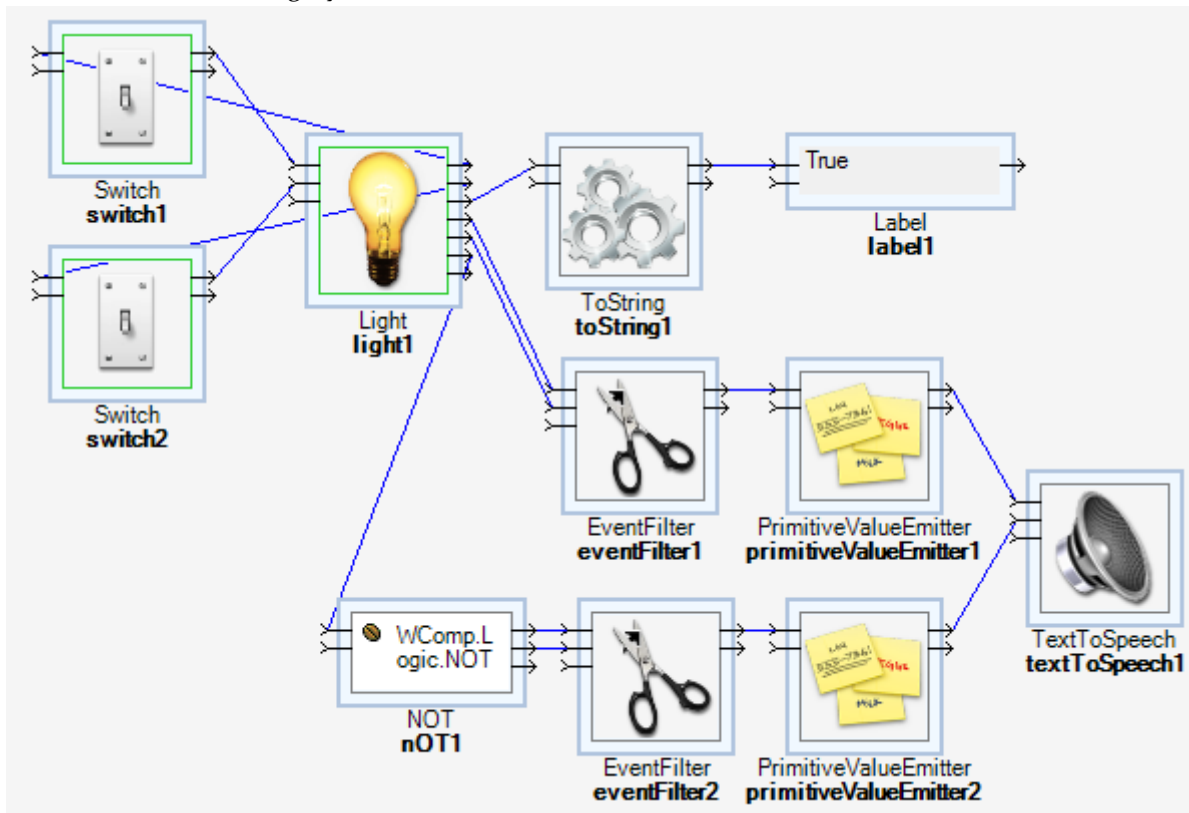 Switch
switch1
Light
light1
ToString
toString1
True
Label
label1
Switch
switch2
EventFilter
eventFilter1
PrimitiveValueEmitter
primitiveValueEmitter1
TextToSpeech
textToSpeech1
WComp.L
ogic.NOT
NOT
nOT1
EventFilter
eventFilter2
PrimitiveValueEmitter
primitiveValueEmitter2